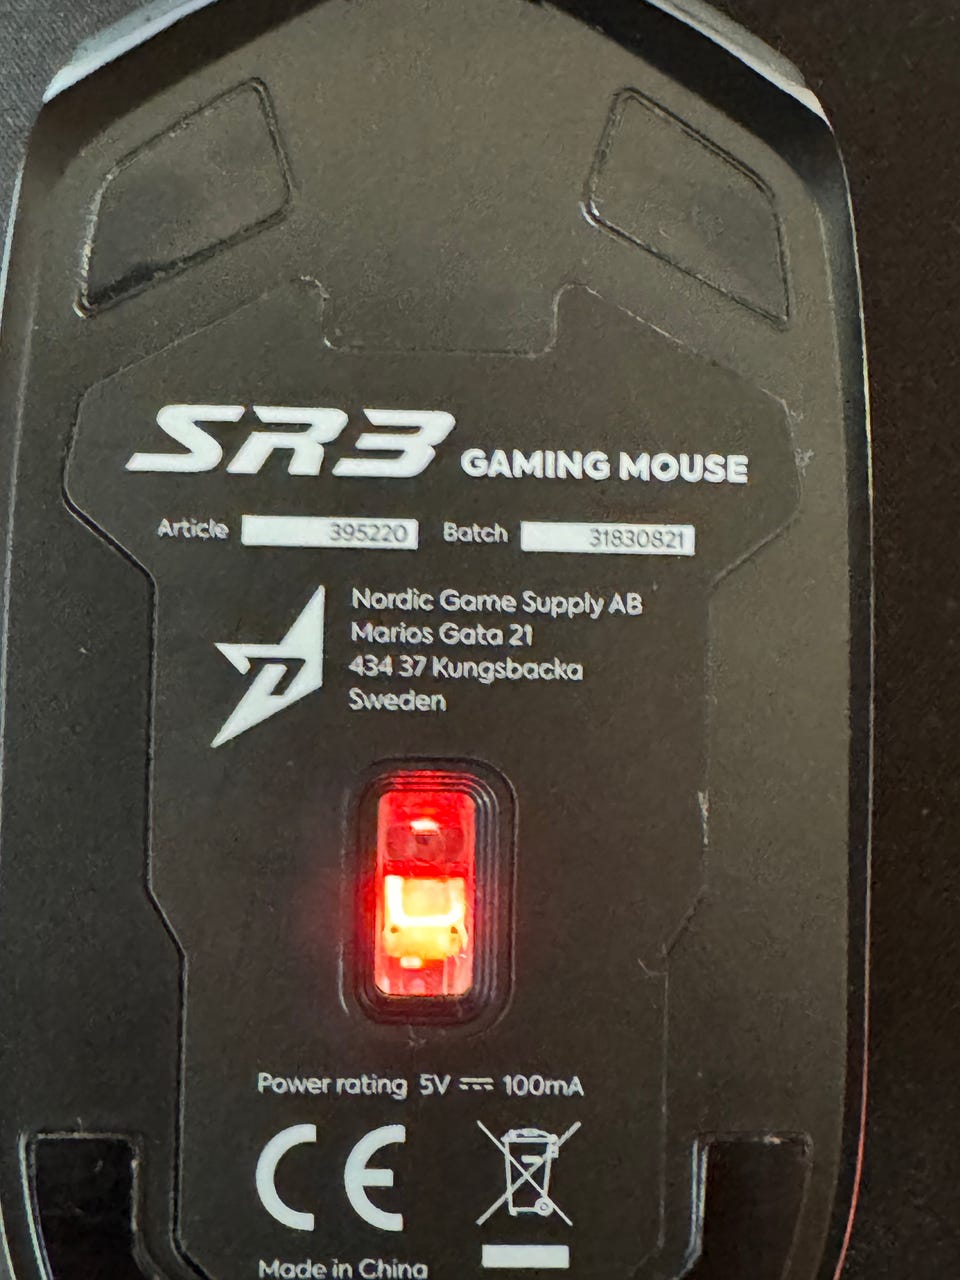 SR3 GAMING MOUSE
Article 395220 Batch 31830821
Nordic Game Supply AB
Marios Gata 21
434 37 Kungsbacka
Sweden
Power rating 5V ⎓ 100mA
CE
Made in China